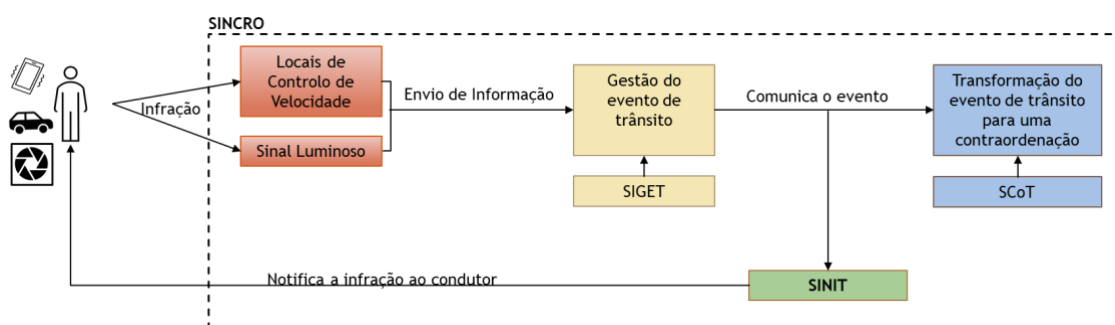 SINCRO
Locais de
Controlo de
Velocidade
Infração
Sinal Luminoso
Envio de Informação
Gestão do
evento de
trânsito
SIGET
Comunica o evento
Transformação do
evento de trânsito
para uma
contraordenação
SCoT
Notifica a infração ao condutor
SINIT